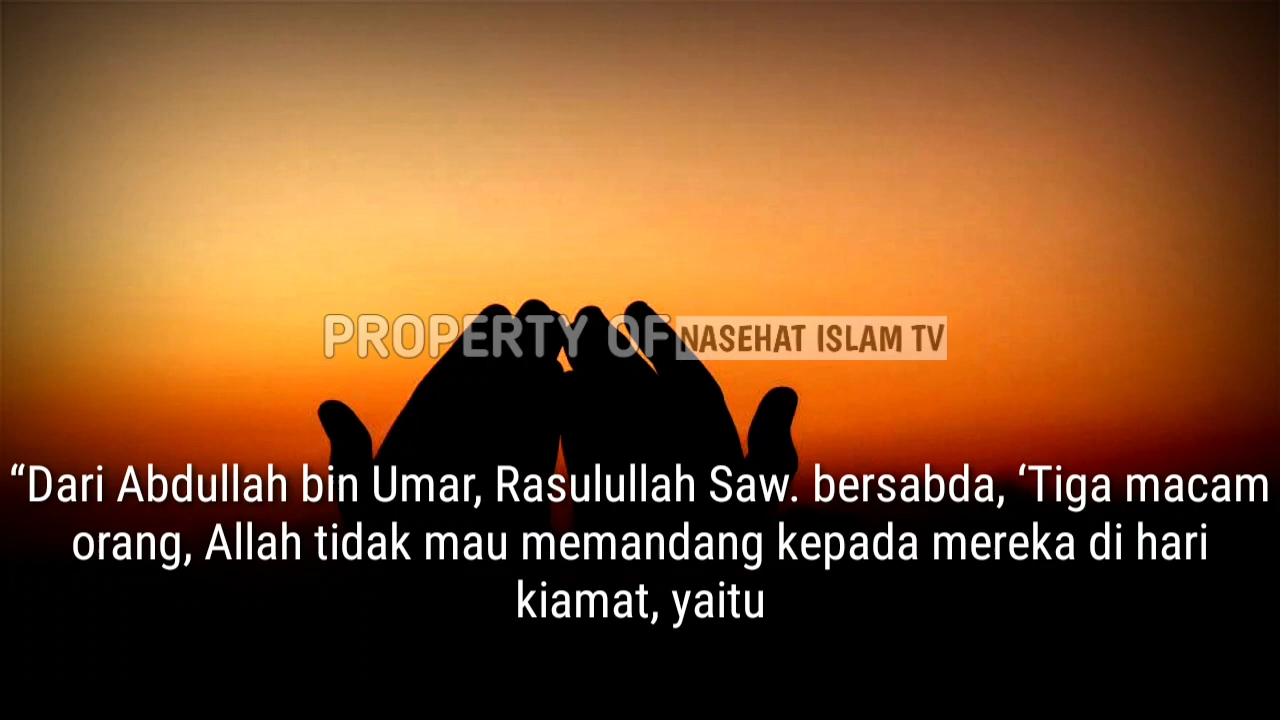 PROPERTY OF NASEHAT ISLAM TV
“Dari Abdullah bin Umar, Rasulullah Saw. bersabda, ‘Tiga macam
orang, Allah tidak mau memandang kepada mereka di hari
kiamat, yaitu